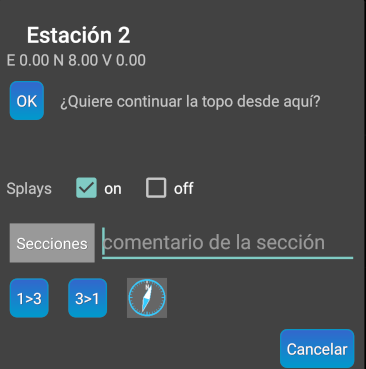 Estación 2
E 0.00 N 8.00 V 0.00
OK ¿Quiere continuar la topo desde aquí?
Splays on off
Secciones comentario de la sección
1>3 3>1 N
Cancelar